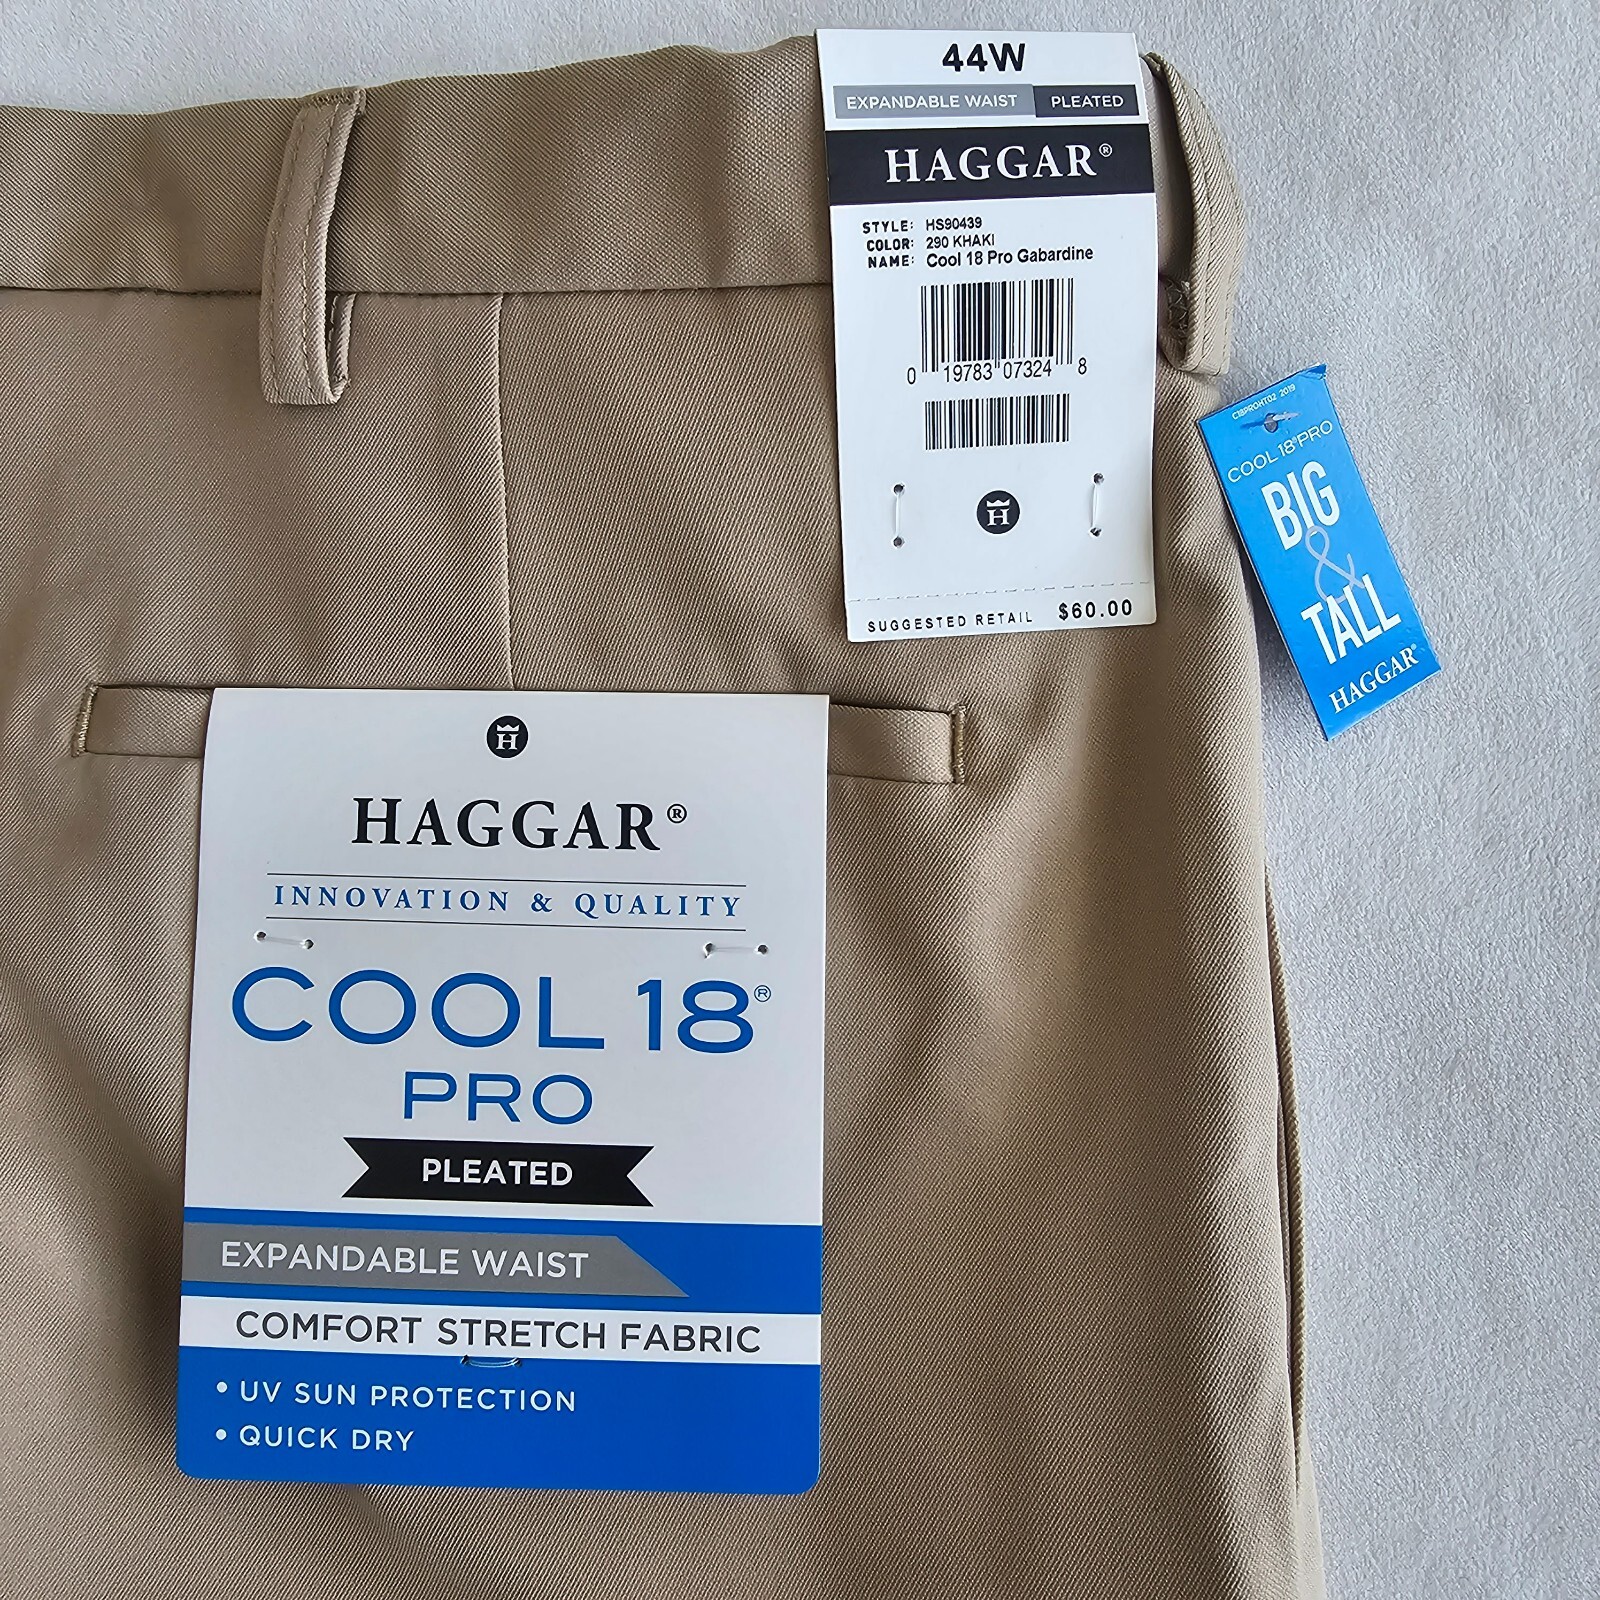 44W
EXPANDABLE WAIST PLEATED
HAGGAR®
STYLE: HS90439
COLOR: 290 KHAKI
NAME: Cool 18 Pro Gabardine
0 19783 07324 8
H
SUGGESTED RETAIL $60.00
C18PROHT02 2019
COOL 18® PRO
BIG
&
TALL
HAGGAR®
H
HAGGAR®
INNOVATION & QUALITY
COOL 18®
PRO
PLEATED
EXPANDABLE WAIST
COMFORT STRETCH FABRIC
• UV SUN PROTECTION
• QUICK DRY